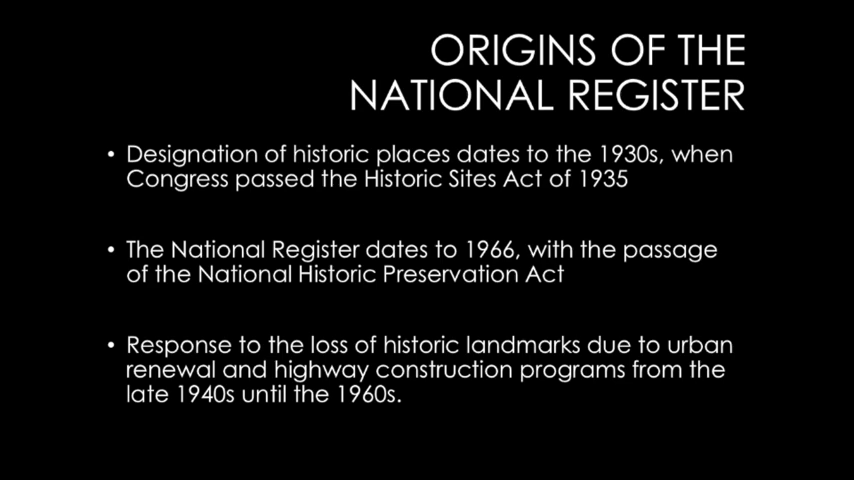 ORIGINS OF THE
NATIONAL REGISTER
• Designation of historic places dates to the 1930s, when
Congress passed the Historic Sites Act of 1935
• The National Register dates to 1966, with the passage
of the National Historic Preservation Act
• Response to the loss of historic landmarks due to urban
renewal and highway construction programs from the
late 1940s until the 1960s.